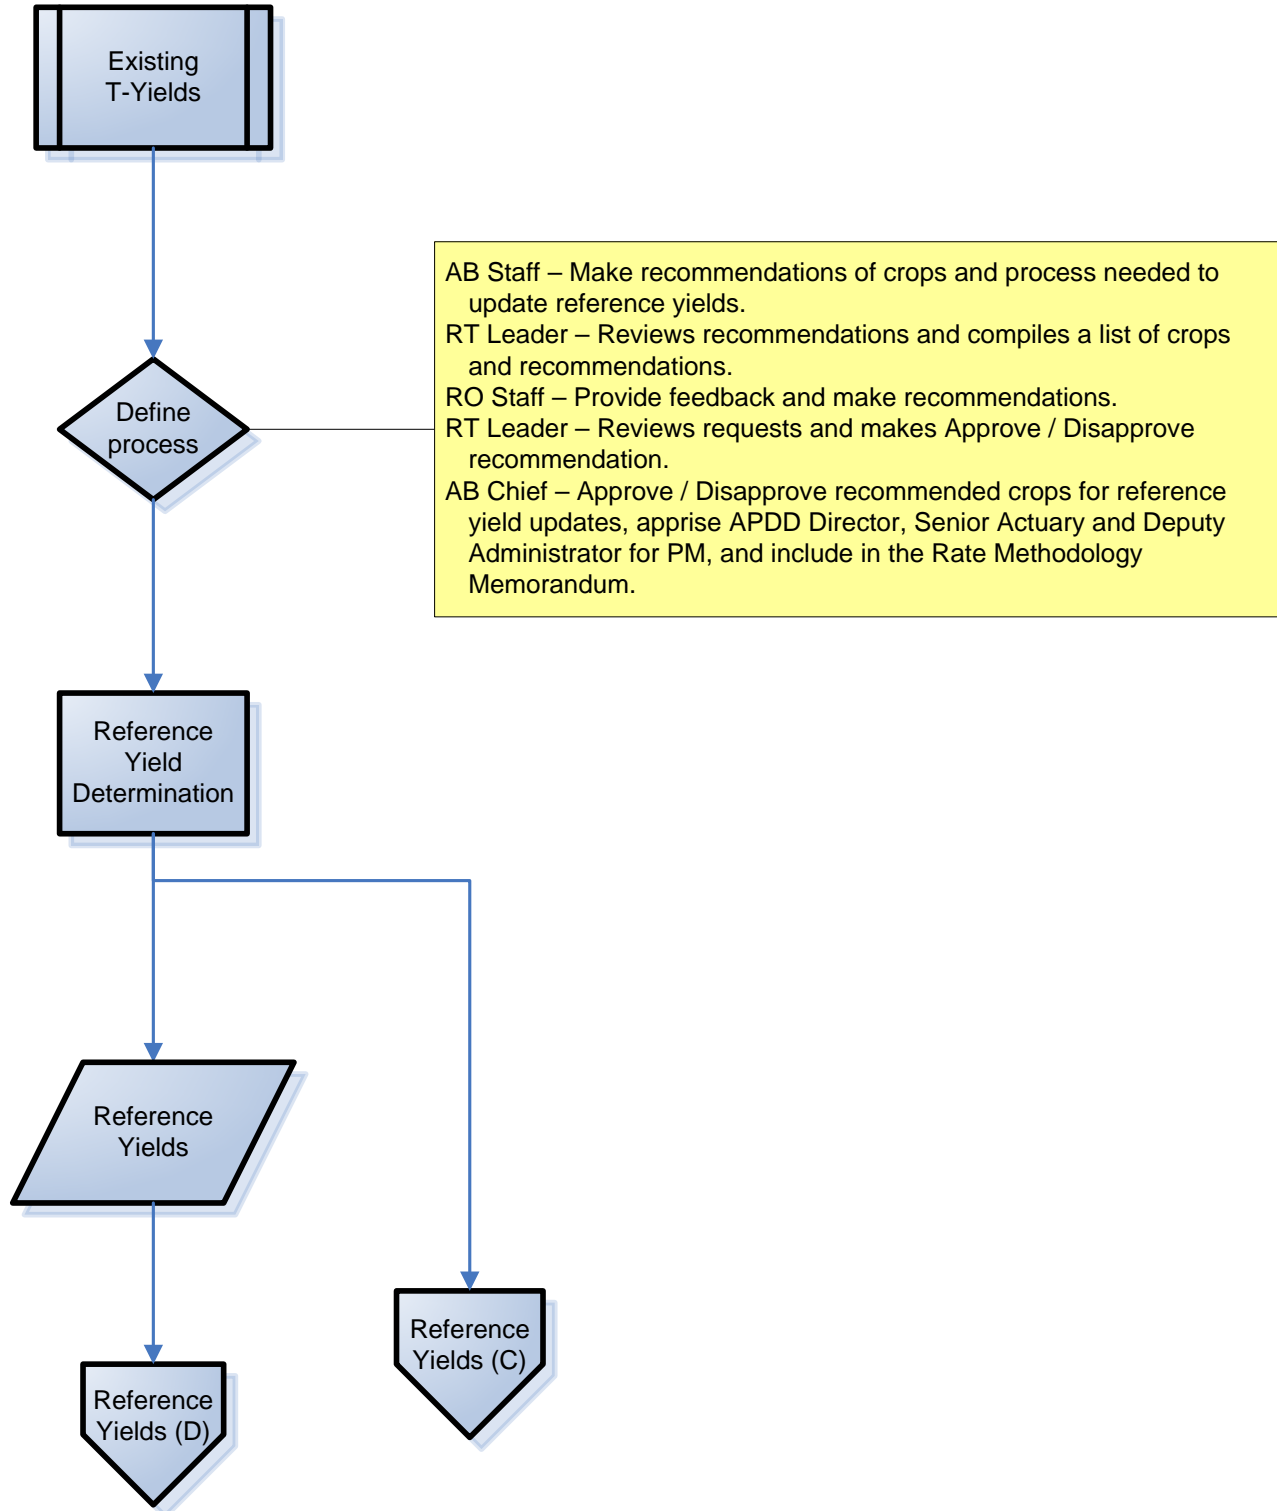 Existing
T-Yields
AB Staff – Make recommendations of crops and process needed to
update reference yields.
RT Leader – Reviews recommendations and compiles a list of crops
and recommendations.
RO Staff – Provide feedback and make recommendations.
RT Leader – Reviews requests and makes Approve / Disapprove
recommendation.
AB Chief – Approve / Disapprove recommended crops for reference
yield updates, apprise APDD Director, Senior Actuary and Deputy
Administrator for PM, and include in the Rate Methodology
Memorandum.
Define
process
Reference
Yield
Determination
Reference
Yields
Reference
Yields (C)
Reference
Yields (D)